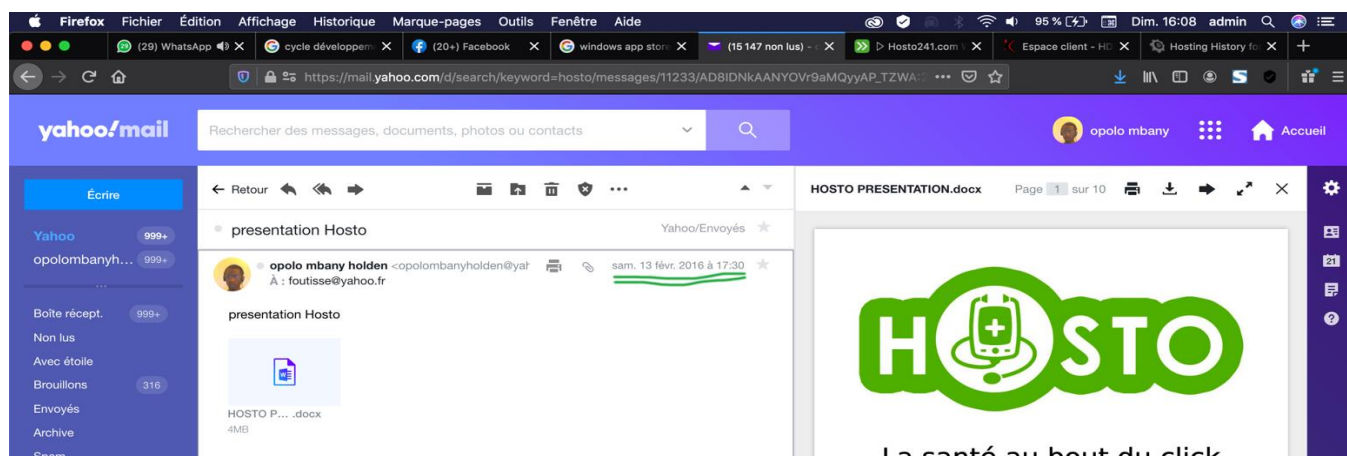 Firefox Fichier Édition Affichage Historique Marque-pages Outils Fenêtre Aide 95 % Dim. 16:08 admin
(29) WhatsApp
cycle développem
(20+) Facebook
windows app store
(15 147 non lus) -
Hosto241.com
Espace client - HD
Hosting History fo
https://mail.yahoo.com/d/search/keyword=hosto/messages/11233/AD8IDNkAANYOVr9aMQyyAP_TZWA
yahoo!mail
Rechercher des messages, documents, photos ou contacts
opolo mbany
Accueil
Écrire
Yahoo 999+
opolombanyh... 999+
...
Boîte récept. 999+
Non lus
Avec étoile
Brouillons 316
Envoyés
Archive
Spam
Retour
presentation Hosto Yahoo/Envoyés
opolo mbany holden <opolombanyholden@yah sam. 13 févr. 2016 à 17:30
À : foutisse@yahoo.fr
presentation Hosto
HOSTO P... .docx
4MB
HOSTO PRESENTATION.docx Page 1 sur 10
21
HOSTO
La santé au bout du click